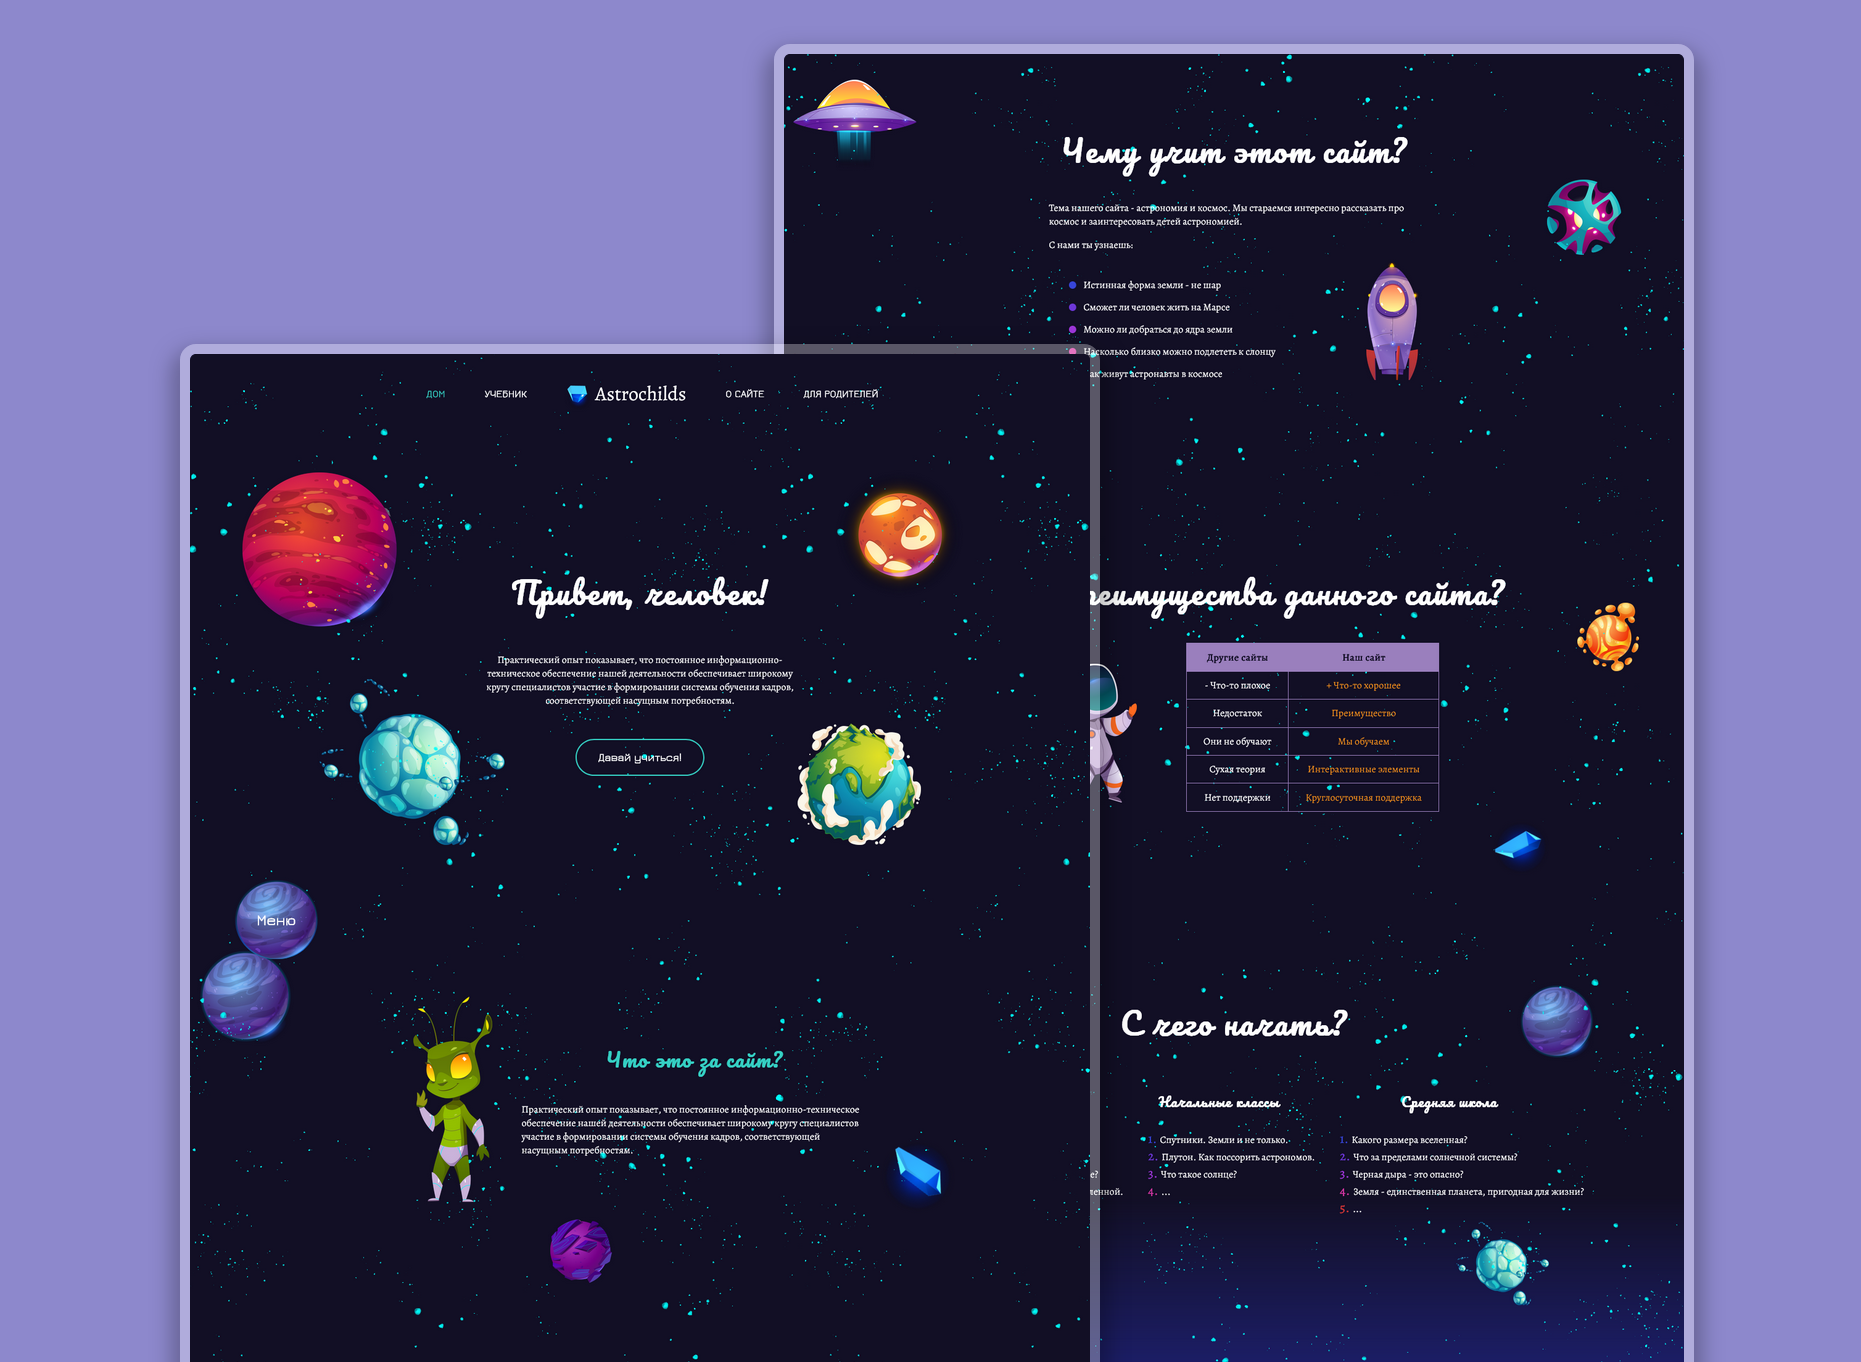 Чему учит этот сайт?
Тема нашего сайта - астрономия и космос. Мы стараемся интересно рассказать про
космос и заинтересовать детей астрономией.
С нами ты узнаешь:
Истинная форма земли - не шар
Сможет ли человек жить на Марсе
Можно ли добраться до ядра земли
Насколько близко можно подлететь к слонцу
ак живут астронавты в космосе
ДОМ
УЧЕБНИК
Astrochilds
О САЙТЕ
ДЛЯ РОДИТЕЛЕЙ
Привет, человек!
Практический опыт показывает, что постоянное информационно-
техническое обеспечение нашей деятельности обеспечивает широкому
кругу специалистов участие в формировании системы обучения кадров,
соответствующей насущным потребностям.
Давай учиться!
Меню
Что это за сайт?
Практический опыт показывает, что постоянное информационно-техническое
обеспечение нашей деятельности обеспечивает широкому кругу специалистов
участие в формировании системы обучения кадров, соответствующей
насущным потребностям.
реимущества данного сайта?
Другие сайты Наш сайт
- Что-то плохое + Что-то хорошее
Недостаток Преимущество
Они не обучают Мы обучаем
Сухая теория Интерактивные элементы
Нет поддержки Круглосуточная поддержка
С чего начать?
е?
ленной.
Начальные классы
1. Спутники. Земли и не только.
2. Плутон. Как поссорить астрономов.
3. Что такое солнце?
4. ...
Средняя школа
1. Какого размера вселенная?
2. Что за пределами солнечной системы?
3. Черная дыра - это опасно?
4. Земля - единственная планета, пригодная для жизни?
5. ...